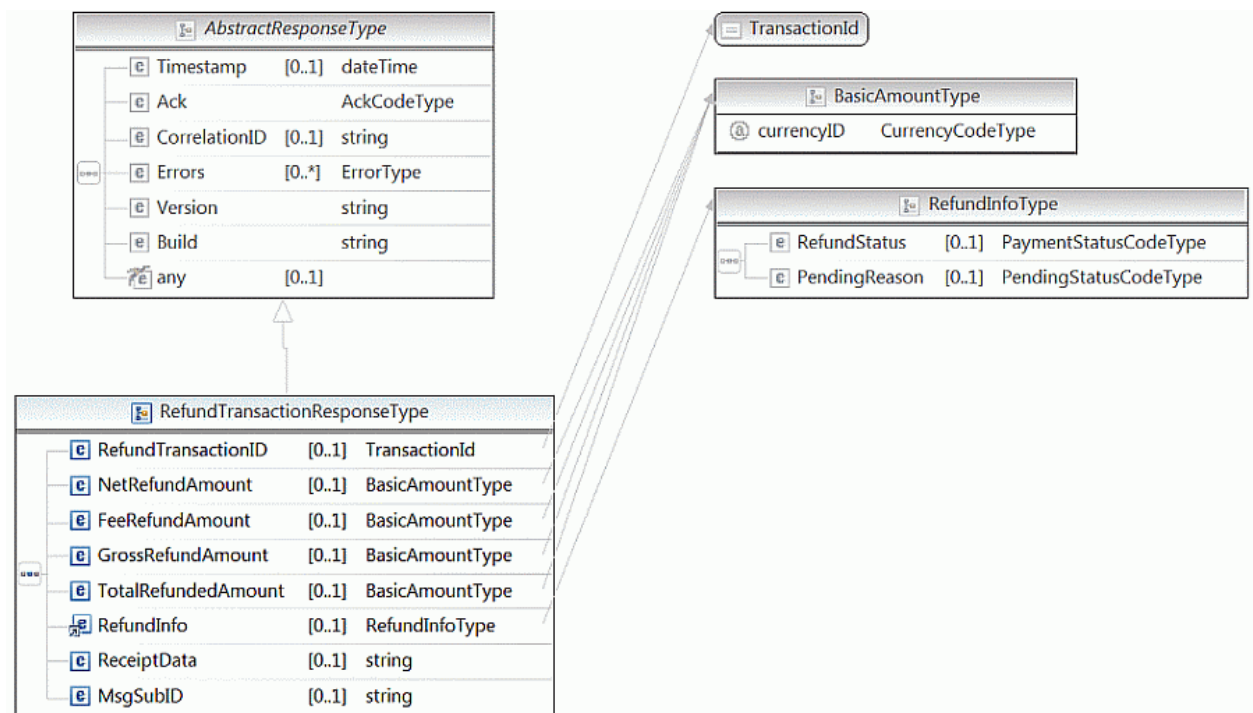 AbstractResponseType
Timestamp [0..1] dateTime
Ack AckCodeType
CorrelationID [0..1] string
Errors [0..*] ErrorType
Version string
Build string
any [0..1]
TransactionId
BasicAmountType
currencyID CurrencyCodeType
RefundInfoType
RefundStatus [0..1] PaymentStatusCodeType
PendingReason [0..1] PendingStatusCodeType
RefundTransactionResponseType
RefundTransactionID [0..1] TransactionId
NetRefundAmount [0..1] BasicAmountType
FeeRefundAmount [0..1] BasicAmountType
GrossRefundAmount [0..1] BasicAmountType
TotalRefundedAmount [0..1] BasicAmountType
RefundInfo [0..1] RefundInfoType
ReceiptData [0..1] string
MsgSubID [0..1] string